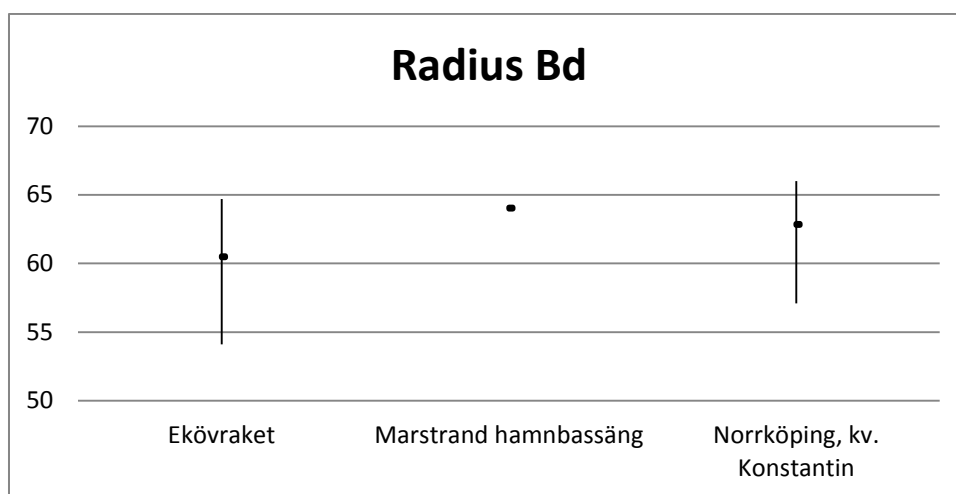 Radius Bd
70
65
60
55
50
Ekövraket Marstrand hamnbassäng Norrköping, kv.
Konstantin